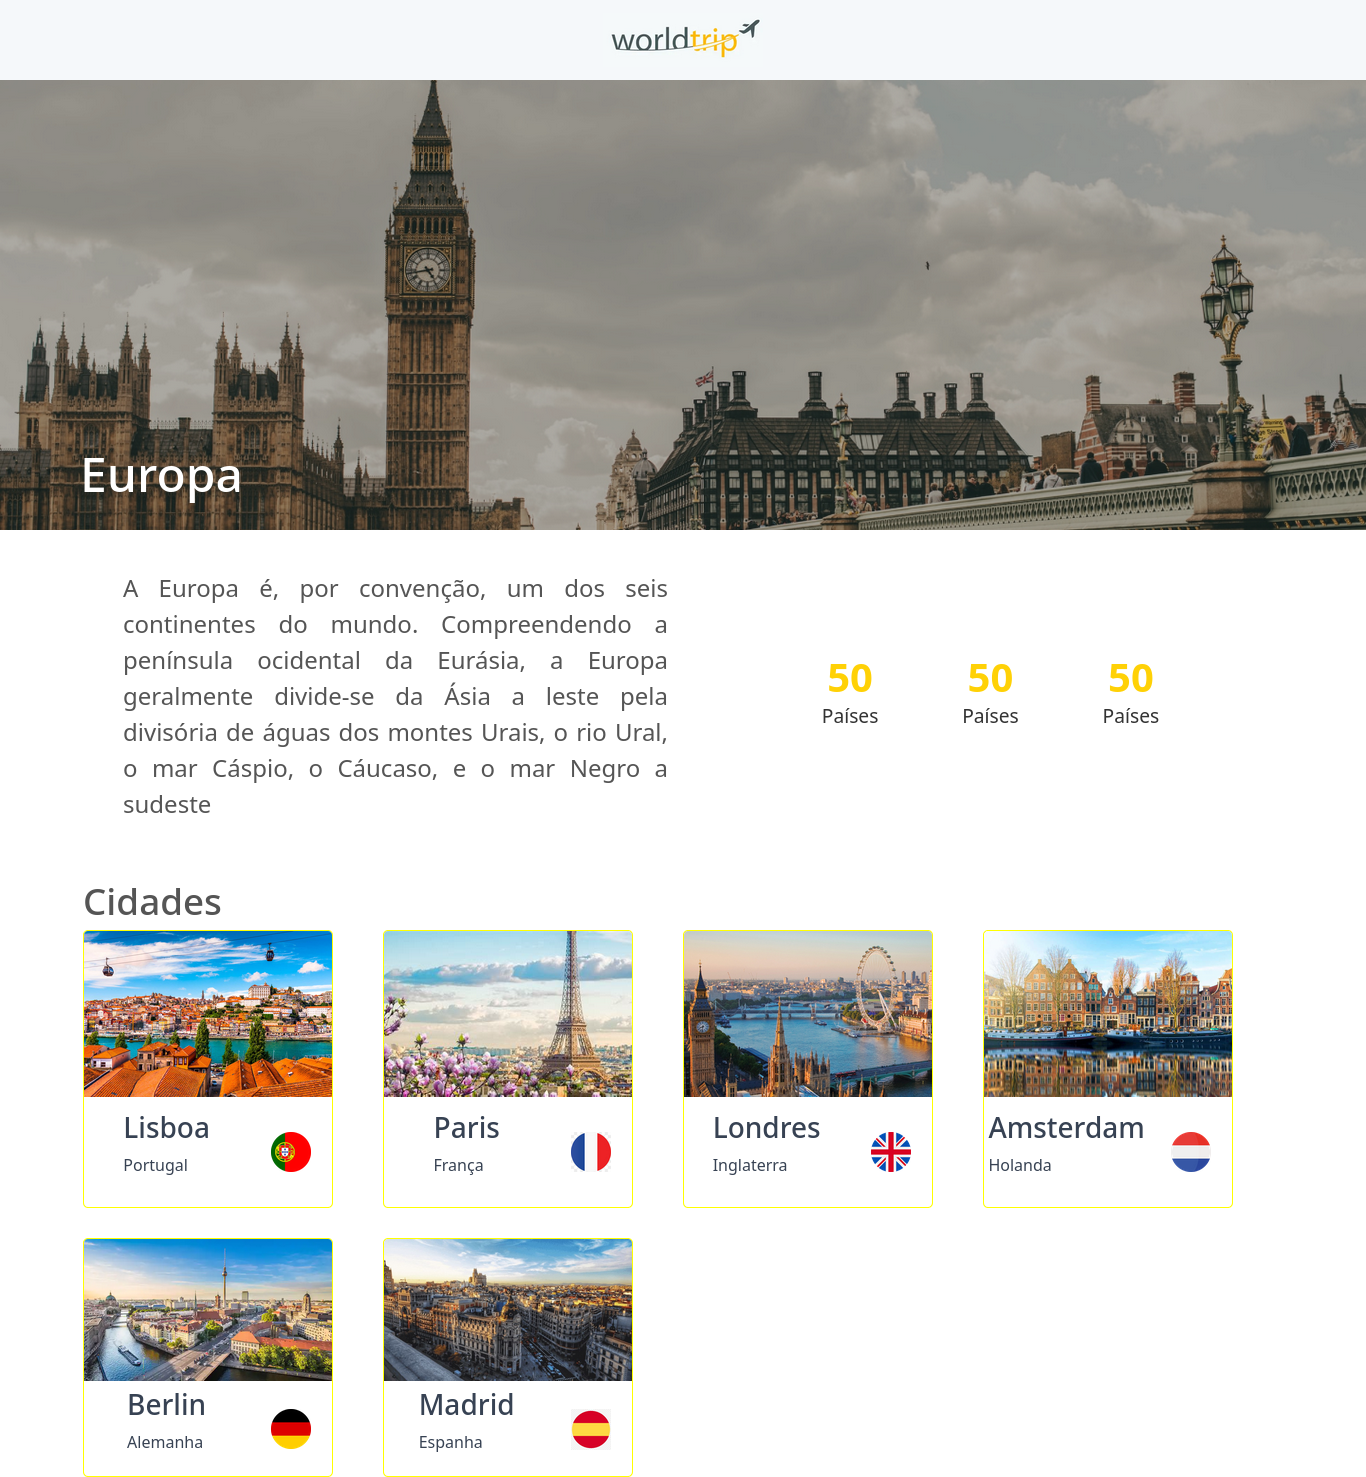 worldtrip
Europa
A Europa é, por convenção, um dos seis
continentes do mundo. Compreendendo a
península ocidental da Eurásia, a Europa
geralmente divide-se da Ásia a leste pela
divisória de águas dos montes Urais, o rio Ural,
o mar Cáspio, o Cáucaso, e o mar Negro a
sudeste
50 50 50
Países Países Países
Cidades
Lisboa
Portugal
Paris
França
Londres
Inglaterra
Amsterdam
Holanda
Berlin
Alemanha
Madrid
Espanha